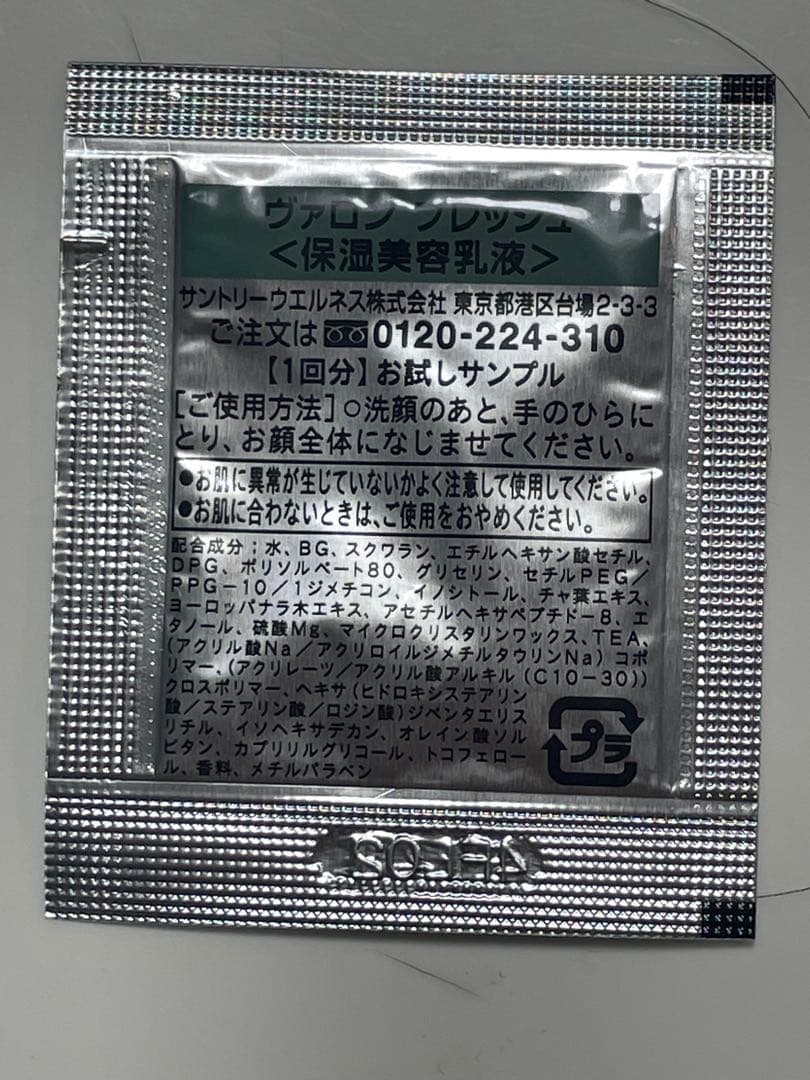 ヴァロン フレッシュ
<保湿美容乳液>
サントリーウエルネス株式会社 東京都港区台場2-3-3
ご注文は 0120-224-310
【1回分】お試しサンプル
[ご使用方法]○洗顔のあと、手のひらに
とり、お顔全体になじませてください。
●お肌に異常が生じていないかよく注意して使用してください。
●お肌に合わないときは、ご使用をおやめください。
配合成分；水、BG、スクワラン、エチルヘキサン酸セチル、
DPG、ポリソルベート80、グリセリン、セチルPEG／
PPG-10／1ジメチコン、イノシトール、チャ葉エキス、
ヨーロッパナラ木エキス、アセチルヘキサペプチド-8、エ
タノール、硫酸Mg、マイクロクリスタリンワックス、TEA、
(アクリル酸Na／アクリロイルジメチルタウリンNa)コポ
リマー、(アクリレーツ／アクリル酸アルキル(C10-30))
クロスポリマー、ヘキサ(ヒドロキシステアリン
酸／ステアリン酸／ロジン酸)ジペンタエリス
リチル、イソヘキサデカン、オレイン酸ソル
ビタン、カプリリルグリコール、トコフェロー
ル、香料、メチルパラベン
プラ